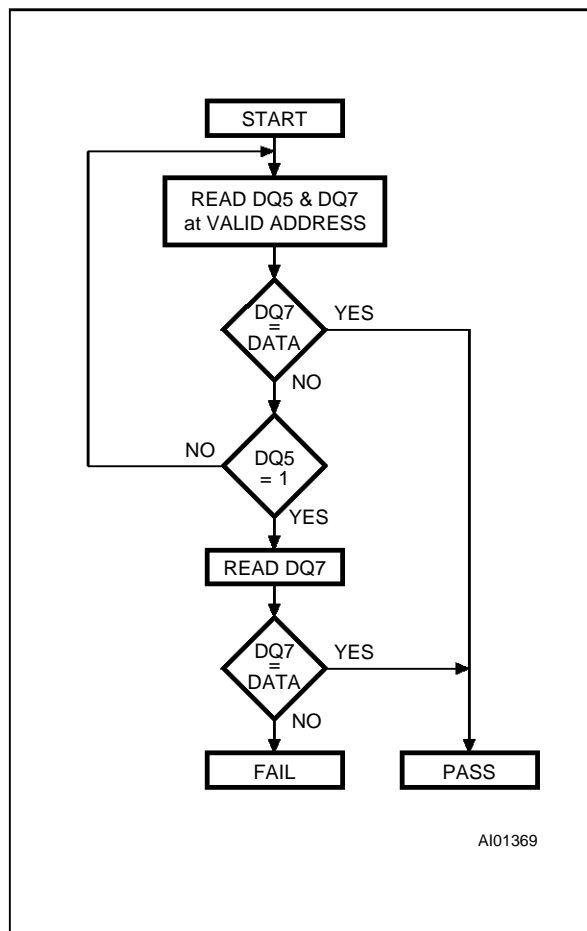 START
READ DQ5 & DQ7
at VALID ADDRESS
DQ7
=
DATA
YES
NO
DQ5
= 1
NO
YES
READ DQ7
DQ7
=
DATA
YES
NO
FAIL
PASS
AI01369